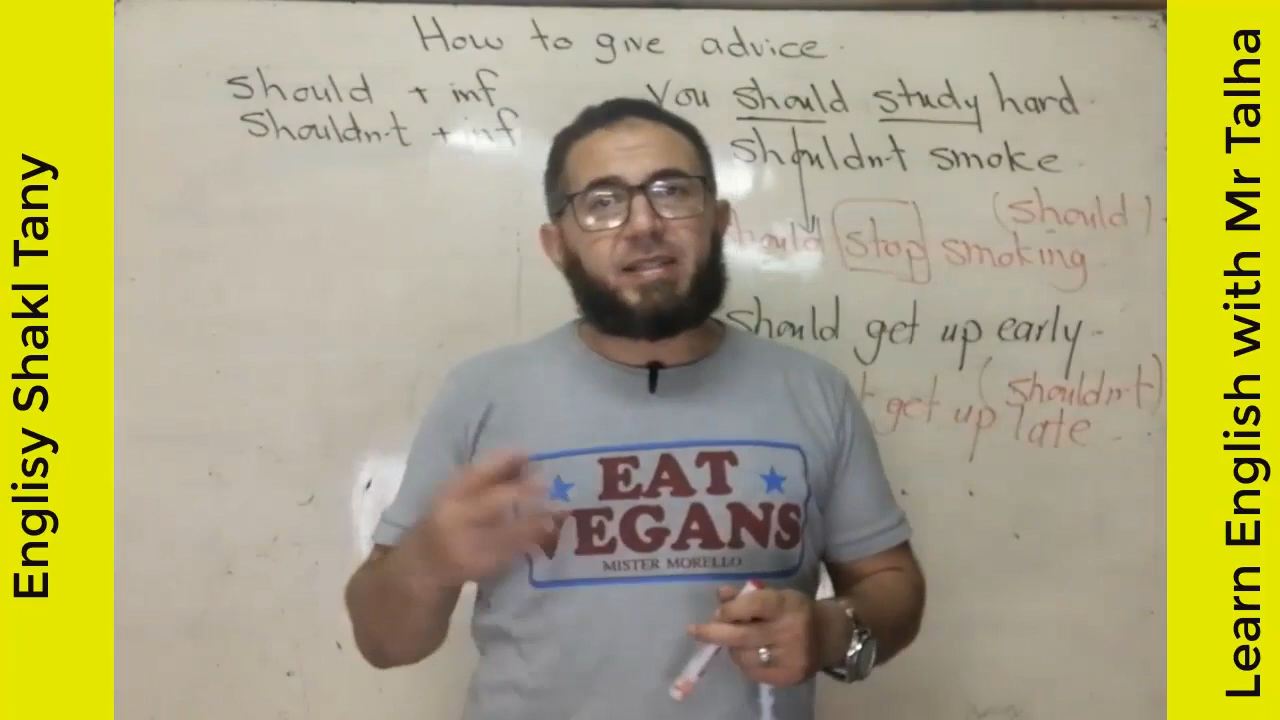 Englisy Shakl Tany
How to give advice.
should + inf
Shouldn't + inf
You should study hard.
shouldn't smoke
(should)
should stop smoking
should get up early.
(shouldn't)
t get up late.
EAT
VEGANS
MISTER MORELLO
Learn English with Mr Talha